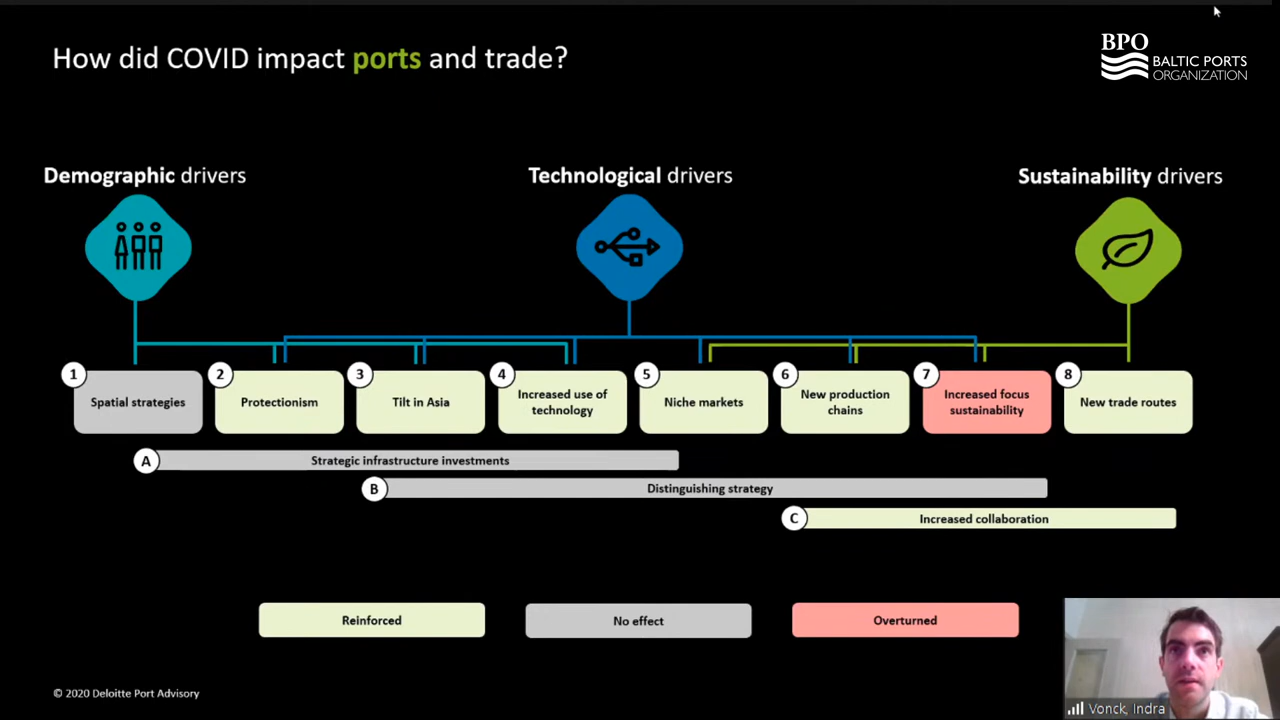 How did COVID impact ports and trade?
BPO
BALTIC PORTS
ORGANIZATION
Demographic drivers
Technological drivers
Sustainability drivers
1
Spatial strategies
2
Protectionism
3
Tilt in Asia
4
Increased use of
technology
5
Niche markets
6
New production
chains
7
Increased focus
sustainability
8
New trade routes
A
Strategic infrastructure investments
B
Distinguishing strategy
C
Increased collaboration
Reinforced
No effect
Overturned
© 2020 Deloitte Port Advisory
Vonck, Indra